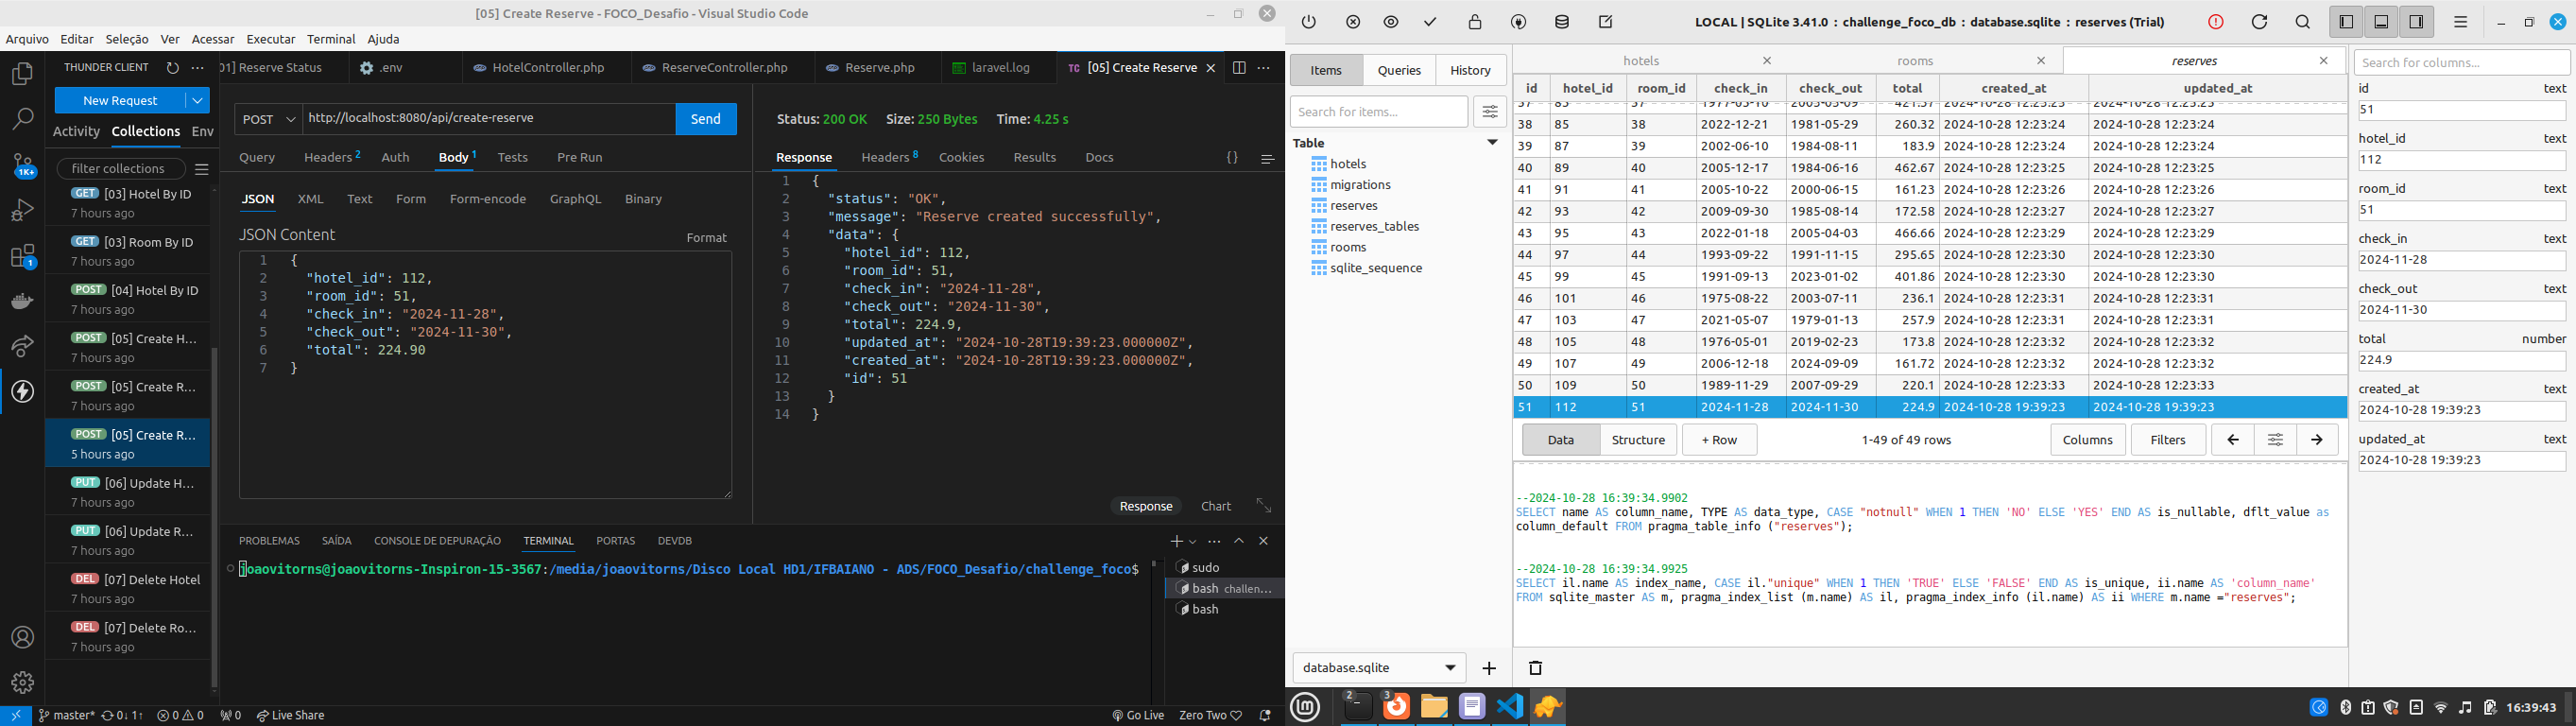 [05] Create Reserve - FOCO_Desafio - Visual Studio Code
Arquivo Editar Seleção Ver Acessar Executar Terminal Ajuda
THUNDER CLIENT
New Request
Activity Collections Env
filter collections
GET [03] Hotel By ID
7 hours ago
GET [03] Room By ID
7 hours ago
POST [04] Hotel By ID
7 hours ago
POST [05] Create H...
7 hours ago
POST [05] Create R...
7 hours ago
POST [05] Create R...
5 hours ago
PUT [06] Update H...
7 hours ago
PUT [06] Update R...
7 hours ago
DEL [07] Delete Hotel
7 hours ago
DEL [07] Delete Ro...
7 hours ago
1K+
1
01] Reserve Status .env HotelController.php ReserveController.php Reserve.php laravel.log TC [05] Create Reserve
POST http://localhost:8080/api/create-reserve Send
Query Headers 2 Auth Body 1 Tests Pre Run
JSON XML Text Form Form-encode GraphQL Binary
JSON Content Format
1 {
2 "hotel_id": 112,
3 "room_id": 51,
4 "check_in": "2024-11-28",
5 "check_out": "2024-11-30",
6 "total": 224.90
7 }
Status: 200 OK Size: 250 Bytes Time: 4.25 s
Response Headers 8 Cookies Results Docs {}
1 {
2 "status": "OK",
3 "message": "Reserve created successfully",
4 "data": {
5 "hotel_id": 112,
6 "room_id": 51,
7 "check_in": "2024-11-28",
8 "check_out": "2024-11-30",
9 "total": 224.9,
10 "updated_at": "2024-10-28T19:39:23.000000Z",
11 "created_at": "2024-10-28T19:39:23.000000Z",
12 "id": 51
13 }
14 }
Response Chart
PROBLEMAS SAÍDA CONSOLE DE DEPURAÇÃO TERMINAL PORTAS DEVDB
joaovitorns@joaovitorns-Inspiron-15-3567:/media/joaovitorns/Disco Local HD1/IFBAIANO - ADS/FOCO_Desafio/challenge_foco$
sudo
bash challen...
bash
master* 0↓ 1↑ 0 0 0 Live Share Go Live Zero Two
LOCAL | SQLite 3.41.0 : challenge_foco_db : database.sqlite : reserves (Trial)
Items Queries History
Search for items...
Table
hotels
migrations
reserves
reserves_tables
rooms
sqlite_sequence
database.sqlite
hotels rooms reserves
id hotel_id room_id check_in check_out total created_at updated_at
37 83 37 1977-05-10 2003-03-09 421.37 2024-10-28 12:23:23 2024-10-28 12:23:23
38 85 38 2022-12-21 1981-05-29 260.32 2024-10-28 12:23:24 2024-10-28 12:23:24
39 87 39 2002-06-10 1984-08-11 183.9 2024-10-28 12:23:24 2024-10-28 12:23:24
40 89 40 2005-12-17 1984-06-16 462.67 2024-10-28 12:23:25 2024-10-28 12:23:25
41 91 41 2005-10-22 2000-06-15 161.23 2024-10-28 12:23:26 2024-10-28 12:23:26
42 93 42 2009-09-30 1985-08-14 172.58 2024-10-28 12:23:27 2024-10-28 12:23:27
43 95 43 2022-01-18 2005-04-03 466.66 2024-10-28 12:23:29 2024-10-28 12:23:29
44 97 44 1993-09-22 1991-11-15 295.65 2024-10-28 12:23:30 2024-10-28 12:23:30
45 99 45 1991-09-13 2023-01-02 401.86 2024-10-28 12:23:30 2024-10-28 12:23:30
46 101 46 1975-08-22 2003-07-11 236.1 2024-10-28 12:23:31 2024-10-28 12:23:31
47 103 47 2021-05-07 1979-01-13 257.9 2024-10-28 12:23:31 2024-10-28 12:23:31
48 105 48 1976-05-01 2019-02-23 173.8 2024-10-28 12:23:32 2024-10-28 12:23:32
49 107 49 2006-12-18 2024-09-09 161.72 2024-10-28 12:23:32 2024-10-28 12:23:32
50 109 50 1989-11-29 2007-09-29 220.1 2024-10-28 12:23:33 2024-10-28 12:23:33
51 112 51 2024-11-28 2024-11-30 224.9 2024-10-28 19:39:23 2024-10-28 19:39:23
Data Structure + Row 1-49 of 49 rows Columns Filters
--2024-10-28 16:39:34.9902
SELECT name AS column_name, TYPE AS data_type, CASE "notnull" WHEN 1 THEN 'NO' ELSE 'YES' END AS is_nullable, dflt_value as
column_default FROM pragma_table_info ("reserves");
--2024-10-28 16:39:34.9925
SELECT il.name AS index_name, CASE il."unique" WHEN 1 THEN 'TRUE' ELSE 'FALSE' END AS is_unique, ii.name AS 'column_name'
FROM sqlite_master AS m, pragma_index_list (m.name) AS il, pragma_index_info (il.name) AS ii WHERE m.name ="reserves";
Search for columns...
id text
51
hotel_id text
112
room_id text
51
check_in text
2024-11-28
check_out text
2024-11-30
total number
224.9
created_at text
2024-10-28 19:39:23
updated_at text
2024-10-28 19:39:23
2 3 16:39:43